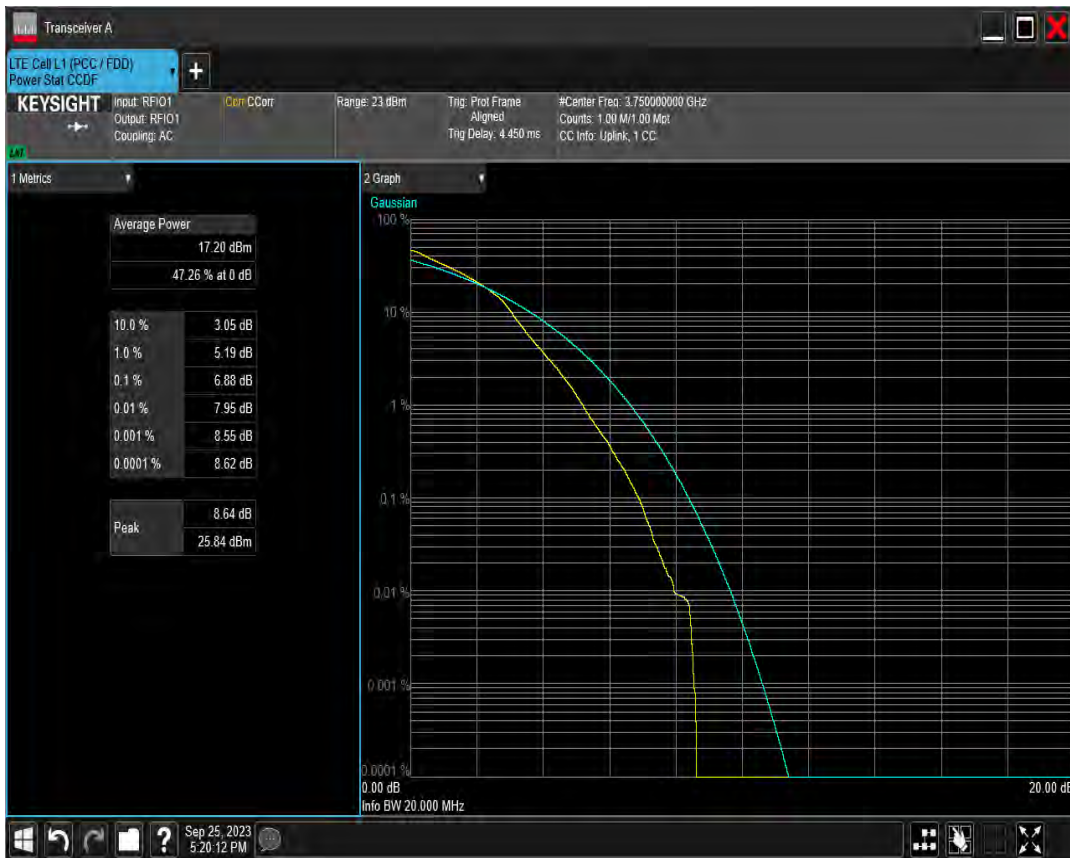 Transceiver A
LTE Cell L1 (PCC / FDD)
Power Stat CCDF
+
KEYSIGHT
Input: RFIO1
Output: RFIO1
Coupling: AC
Corr CCorr
Range: 23 dBm
Trig: Prot Frame
Aligned
Trig Delay: 4.450 ms
#Center Freq: 3.750000000 GHz
Counts: 1.00 M/1.00 Mpt
CC Info: Uplink, 1 CC
1 Metrics
Average Power
17.20 dBm
47.26 % at 0 dB
10.0 % 3.05 dB
1.0 % 5.19 dB
0.1 % 6.88 dB
0.01 % 7.95 dB
0.001 % 8.55 dB
0.0001 % 8.62 dB
Peak
8.64 dB
25.84 dBm
2 Graph
Gaussian
100 %
10 %
1 %
0.1 %
0.01 %
0.001 %
0.0001 %
0.00 dB
20.00 dB
Info BW 20.000 MHz
?
Sep 25, 2023
5:20:12 PM